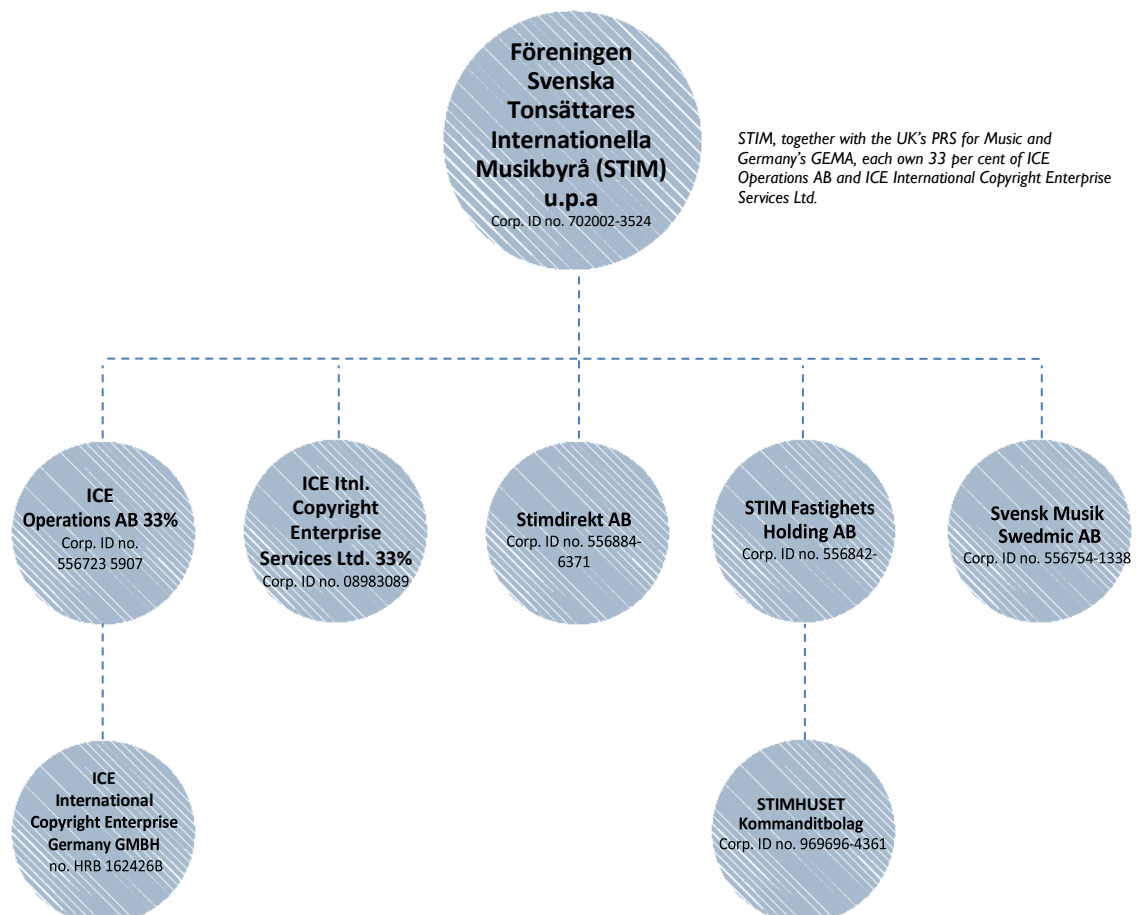 Föreningen
Svenska
Tonsättares
Internationella
Musikbyrå (STIM)
u.p.a
Corp. ID no. 702002-3524
STIM, together with the UK’s PRS for Music and
Germany’s GEMA, each own 33 per cent of ICE
Operations AB and ICE International Copyright Enterprise
Services Ltd.
ICE
Operations AB 33%
Corp. ID no.
556723 5907
ICE Itnl.
Copyright
Enterprise
Services Ltd. 33%
Corp. ID no. 08983089
Stimdirekt AB
Corp. ID no. 556884-
6371
STIM Fastighets
Holding AB
Corp. ID no. 556842-
Svensk Musik
Swedmic AB
Corp. ID no. 556754-1338
ICE
International
Copyright Enterprise
Germany GMBH
no. HRB 162426B
STIMHUSET
Kommanditbolag
Corp. ID no. 969696-4361